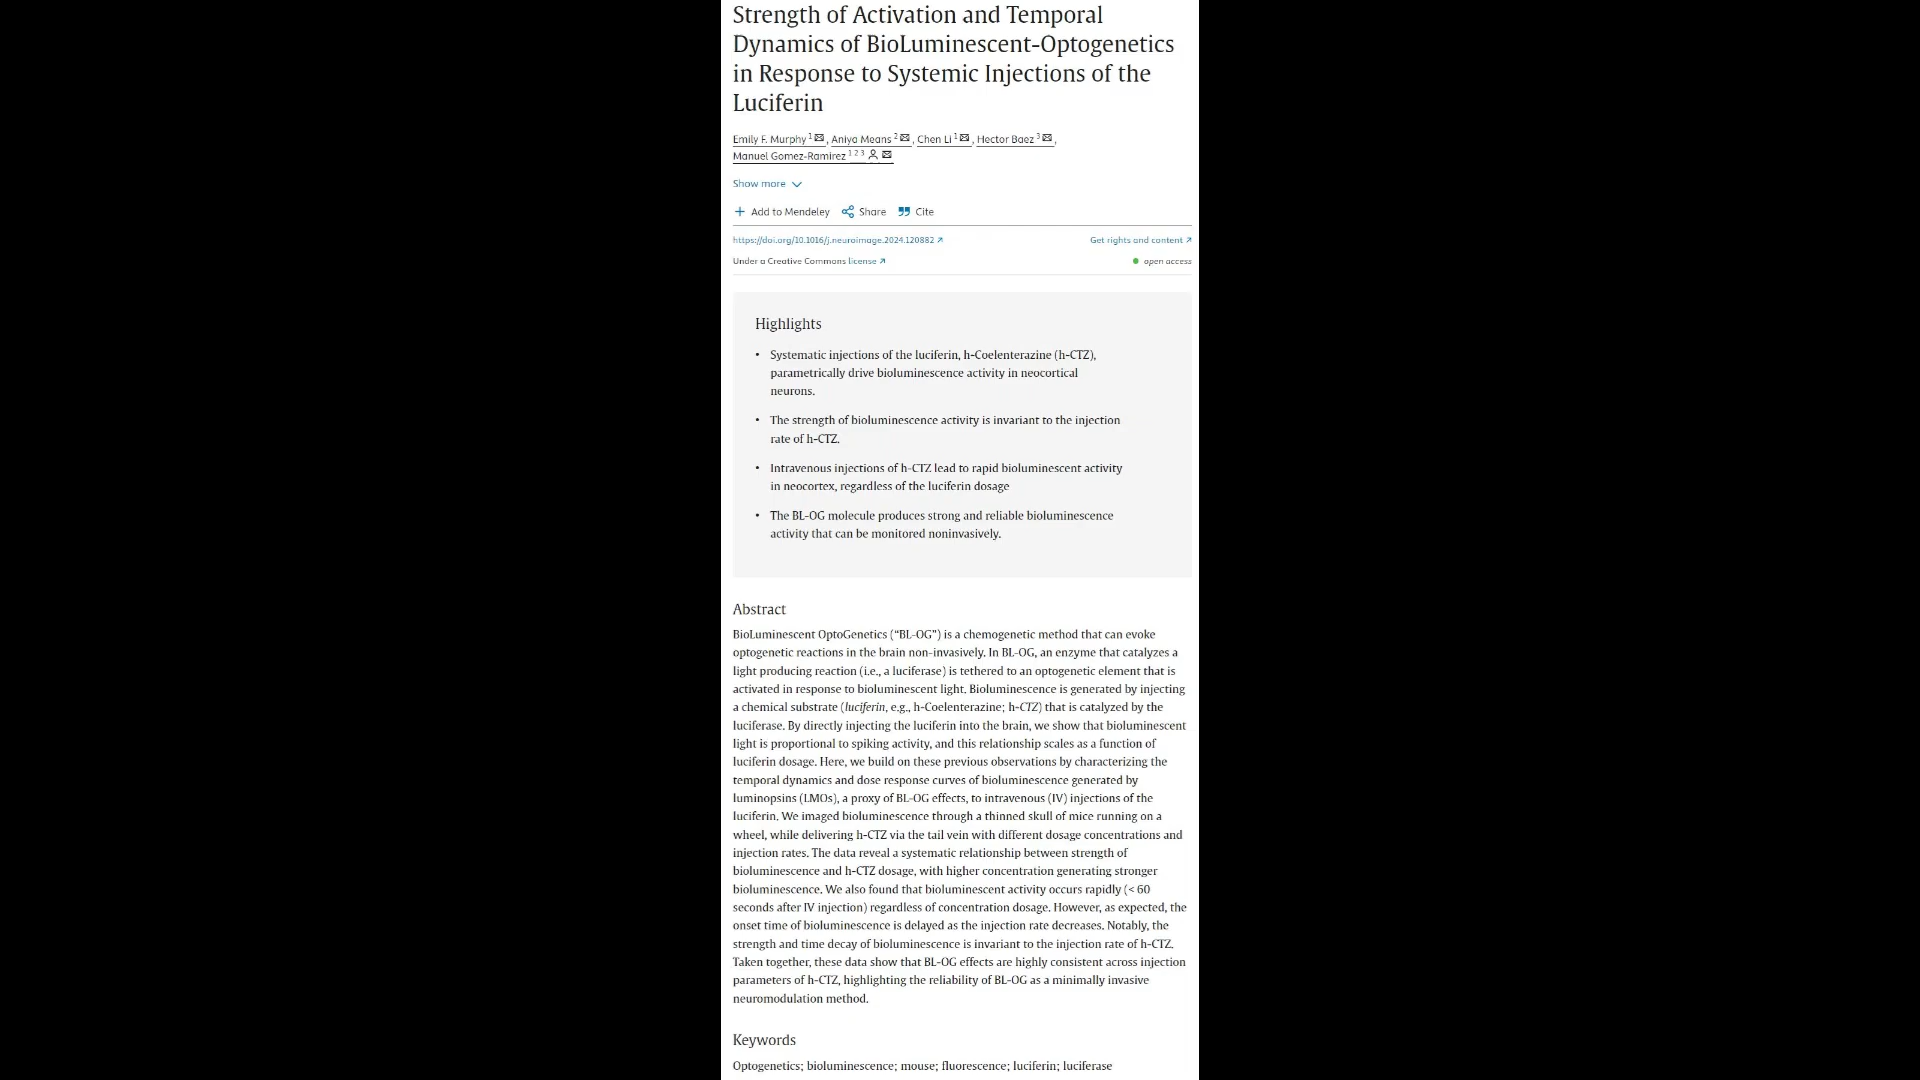 Strength of Activation and Temporal
Dynamics of BioLuminescent-Optogenetics
in Response to Systemic Injections of the
Luciferin
Emily F. Murphy 1, Aniya Means 2, Chen Li 1, Hector Baez 3,
Manuel Gomez-Ramirez 1 2 3
Show more
Add to Mendeley Share Cite
https://doi.org/10.1016/j.neuroimage.2024.120882 Get rights and content
Under a Creative Commons license open access
Highlights
• Systematic injections of the luciferin, h-Coelenterazine (h-CTZ),
parametrically drive bioluminescence activity in neocortical
neurons.
• The strength of bioluminescence activity is invariant to the injection
rate of h-CTZ.
• Intravenous injections of h-CTZ lead to rapid bioluminescent activity
in neocortex, regardless of the luciferin dosage
• The BL-OG molecule produces strong and reliable bioluminescence
activity that can be monitored noninvasively.
Abstract
BioLuminescent OptoGenetics (“BL-OG”) is a chemogenetic method that can evoke
optogenetic reactions in the brain non-invasively. In BL-OG, an enzyme that catalyzes a
light producing reaction (i.e., a luciferase) is tethered to an optogenetic element that is
activated in response to bioluminescent light. Bioluminescence is generated by injecting
a chemical substrate (luciferin, e.g., h-Coelenterazine; h-CTZ) that is catalyzed by the
luciferase. By directly injecting the luciferin into the brain, we show that bioluminescent
light is proportional to spiking activity, and this relationship scales as a function of
luciferin dosage. Here, we build on these previous observations by characterizing the
temporal dynamics and dose response curves of bioluminescence generated by
luminopsins (LMOs), a proxy of BL-OG effects, to intravenous (IV) injections of the
luciferin. We imaged bioluminescence through a thinned skull of mice running on a
wheel, while delivering h-CTZ via the tail vein with different dosage concentrations and
injection rates. The data reveal a systematic relationship between strength of
bioluminescence and h-CTZ dosage, with higher concentration generating stronger
bioluminescence. We also found that bioluminescent activity occurs rapidly (< 60
seconds after IV injection) regardless of concentration dosage. However, as expected, the
onset time of bioluminescence is delayed as the injection rate decreases. Notably, the
strength and time decay of bioluminescence is invariant to the injection rate of h-CTZ.
Taken together, these data show that BL-OG effects are highly consistent across injection
parameters of h-CTZ, highlighting the reliability of BL-OG as a minimally invasive
neuromodulation method.
Keywords
Optogenetics; bioluminescence; mouse; fluorescence; luciferin; luciferase